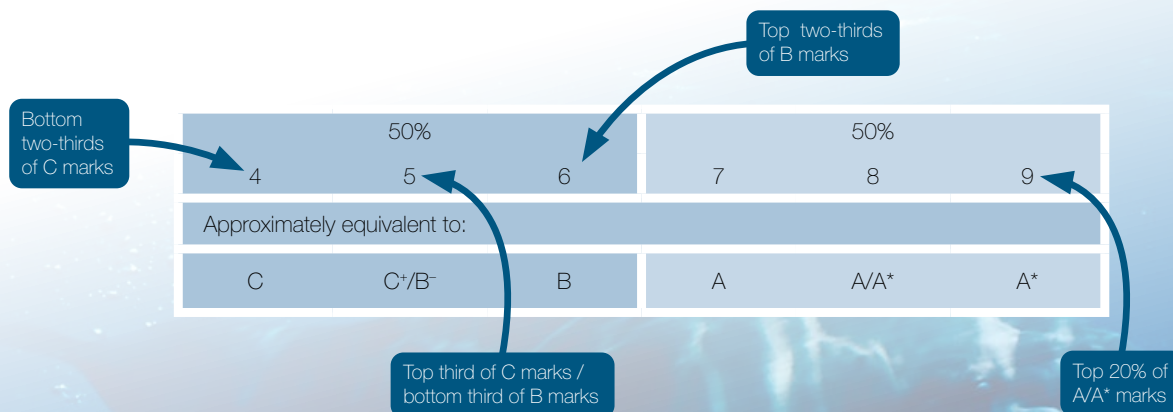 Top two-thirds
of B marks
Bottom
two-thirds
of C marks
50% 50%
4 5 6 7 8 9
Approximately equivalent to:
C C⁺/B⁻ B A A/A* A*
Top third of C marks /
bottom third of B marks
Top 20% of
A/A* marks